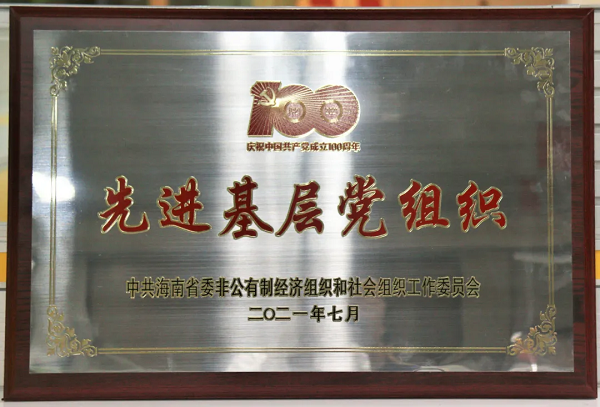 100
庆祝中国共产党成立100周年
先进基层党组织
中共海南省委非公有制经济组织和社会组织工作委员会
二〇二一年七月